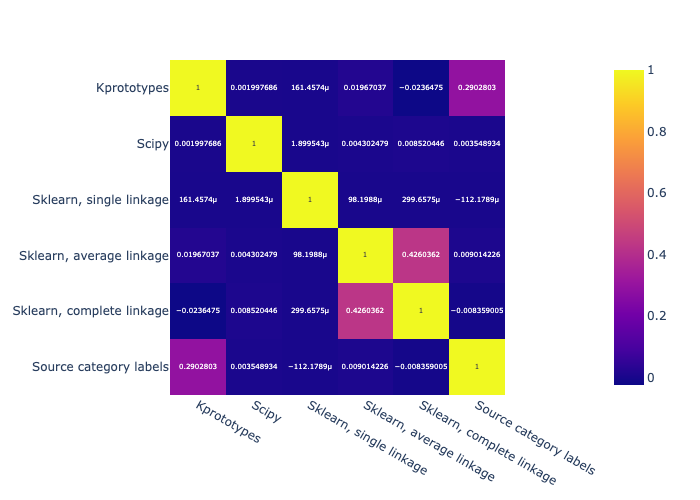 Kprototypes 1 0.001997686 161.4574μ 0.01967037 −0.0236475 0.2902803
Scipy 0.001997686 1 1.899543μ 0.004302479 0.008520446 0.003548934
Sklearn, single linkage 161.4574μ 1.899543μ 1 98.1988μ 299.6575μ −112.1789μ
Sklearn, average linkage 0.01967037 0.004302479 98.1988μ 1 0.4260362 0.009014226
Sklearn, complete linkage −0.0236475 0.008520446 299.6575μ 0.4260362 1 −0.008359005
Source category labels 0.2902803 0.003548934 −112.1789μ 0.009014226 −0.008359005 1
Kprototypes
Scipy
Sklearn, single linkage
Sklearn, average linkage
Sklearn, complete linkage
Source category labels
1
0.8
0.6
0.4
0.2
0